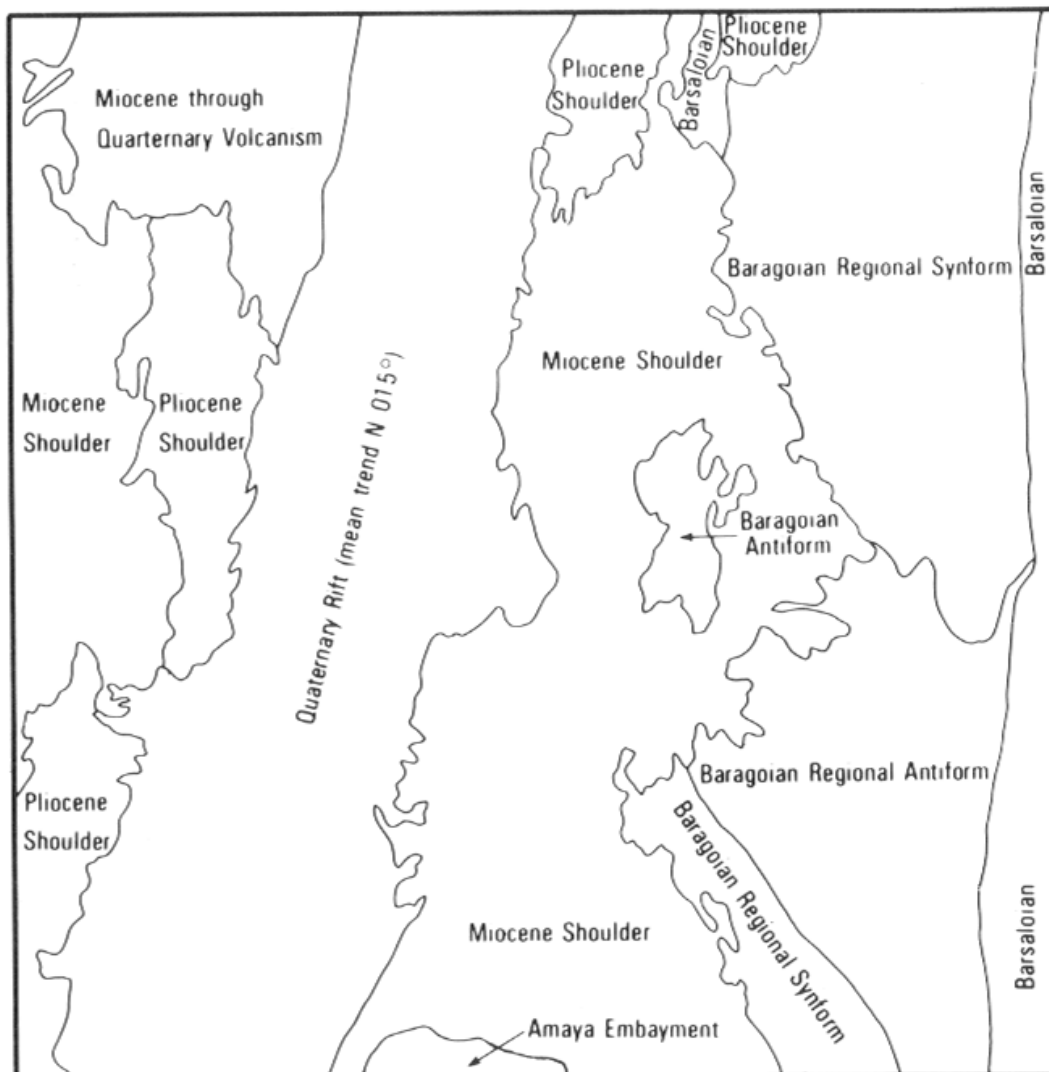 Pliocene
Shoulder
Pliocene
Shoulder
Barsaloian
Miocene through
Quarternary Volcanism
Barsaloian
Baragoian Regional Synform
Miocene Shoulder
Miocene
Shoulder
Pliocene
Shoulder
Quaternary Rift (mean trend N 015°)
Baragoian
Antiform
Baragoian Regional Antiform
Pliocene
Shoulder
Baragoian Regional Synform
Miocene Shoulder
Barsaloian
Amaya Embayment